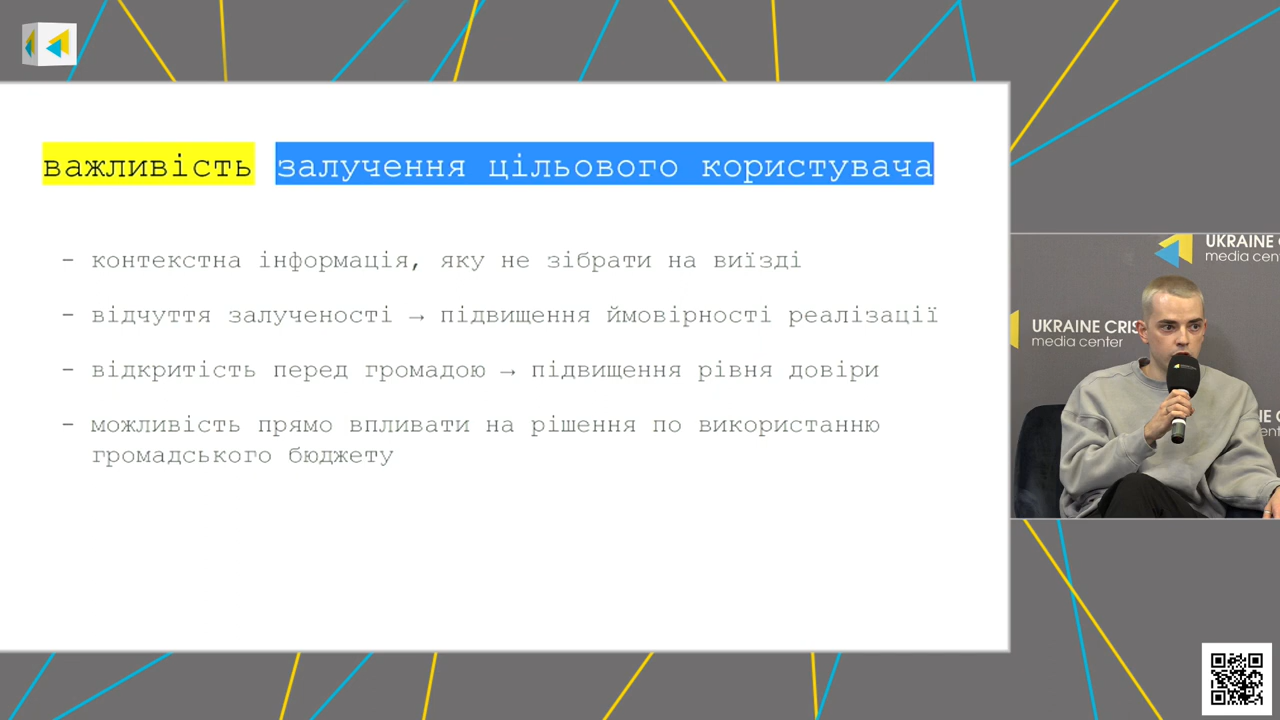 важливість залучення цільового користувача
- контекстна інформація, яку не зібрати на виїзді
- відчуття залученості → підвищення ймовірності реалізації
- відкритість перед громадою → підвищення рівня довіри
- можливість прямо впливати на рішення по використанню
громадського бюджету
UKRAINE C
media cen
UKRAINE CRIS
media center